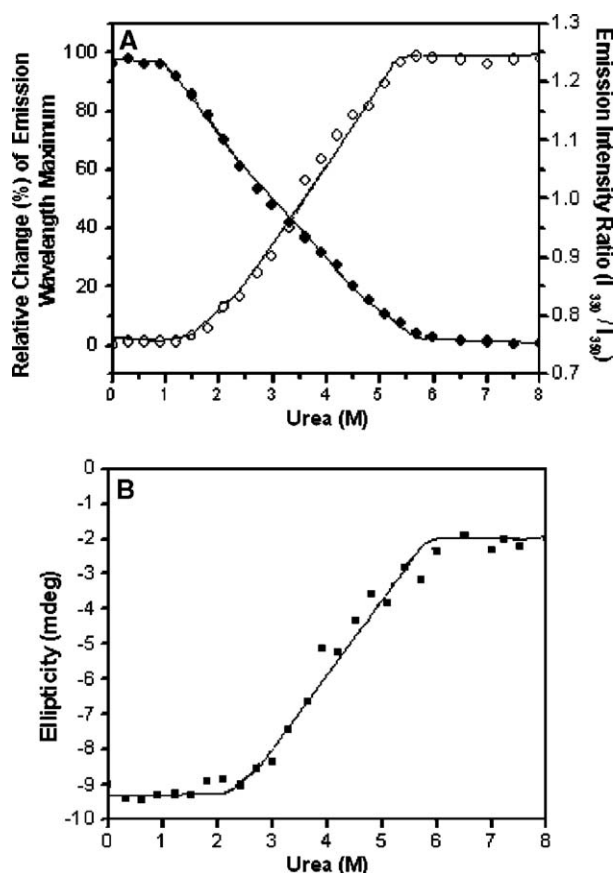 A
Relative Change (%) of Emission
Wavelength Maximum
100
80
60
40
20
0
1.3
1.2
1.1
1.0
0.9
0.8
0.7
Emission Intensity Ratio (I 330 / I 350)
0 1 2 3 4 5 6 7 8
Urea (M)
B
Ellipticity (mdeg)
0
-1
-2
-3
-4
-5
-6
-7
-8
-9
-10
0 1 2 3 4 5 6 7 8
Urea (M)